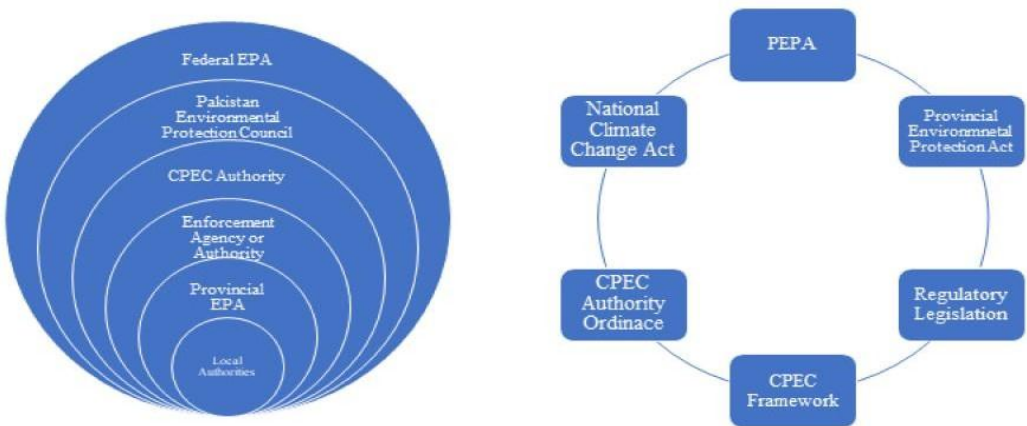 Federal EPA
Pakistan
Environmental
Protection Council
CPEC Authority
Enforcement
Agency or
Authority
Provincial
EPA
Local
Authorities
PEPA
Provincial
Environmnetal
Protection Act
Regulatory
Legislation
CPEC
Framework
CPEC
Authority
Ordinace
National
Climate
Change Act